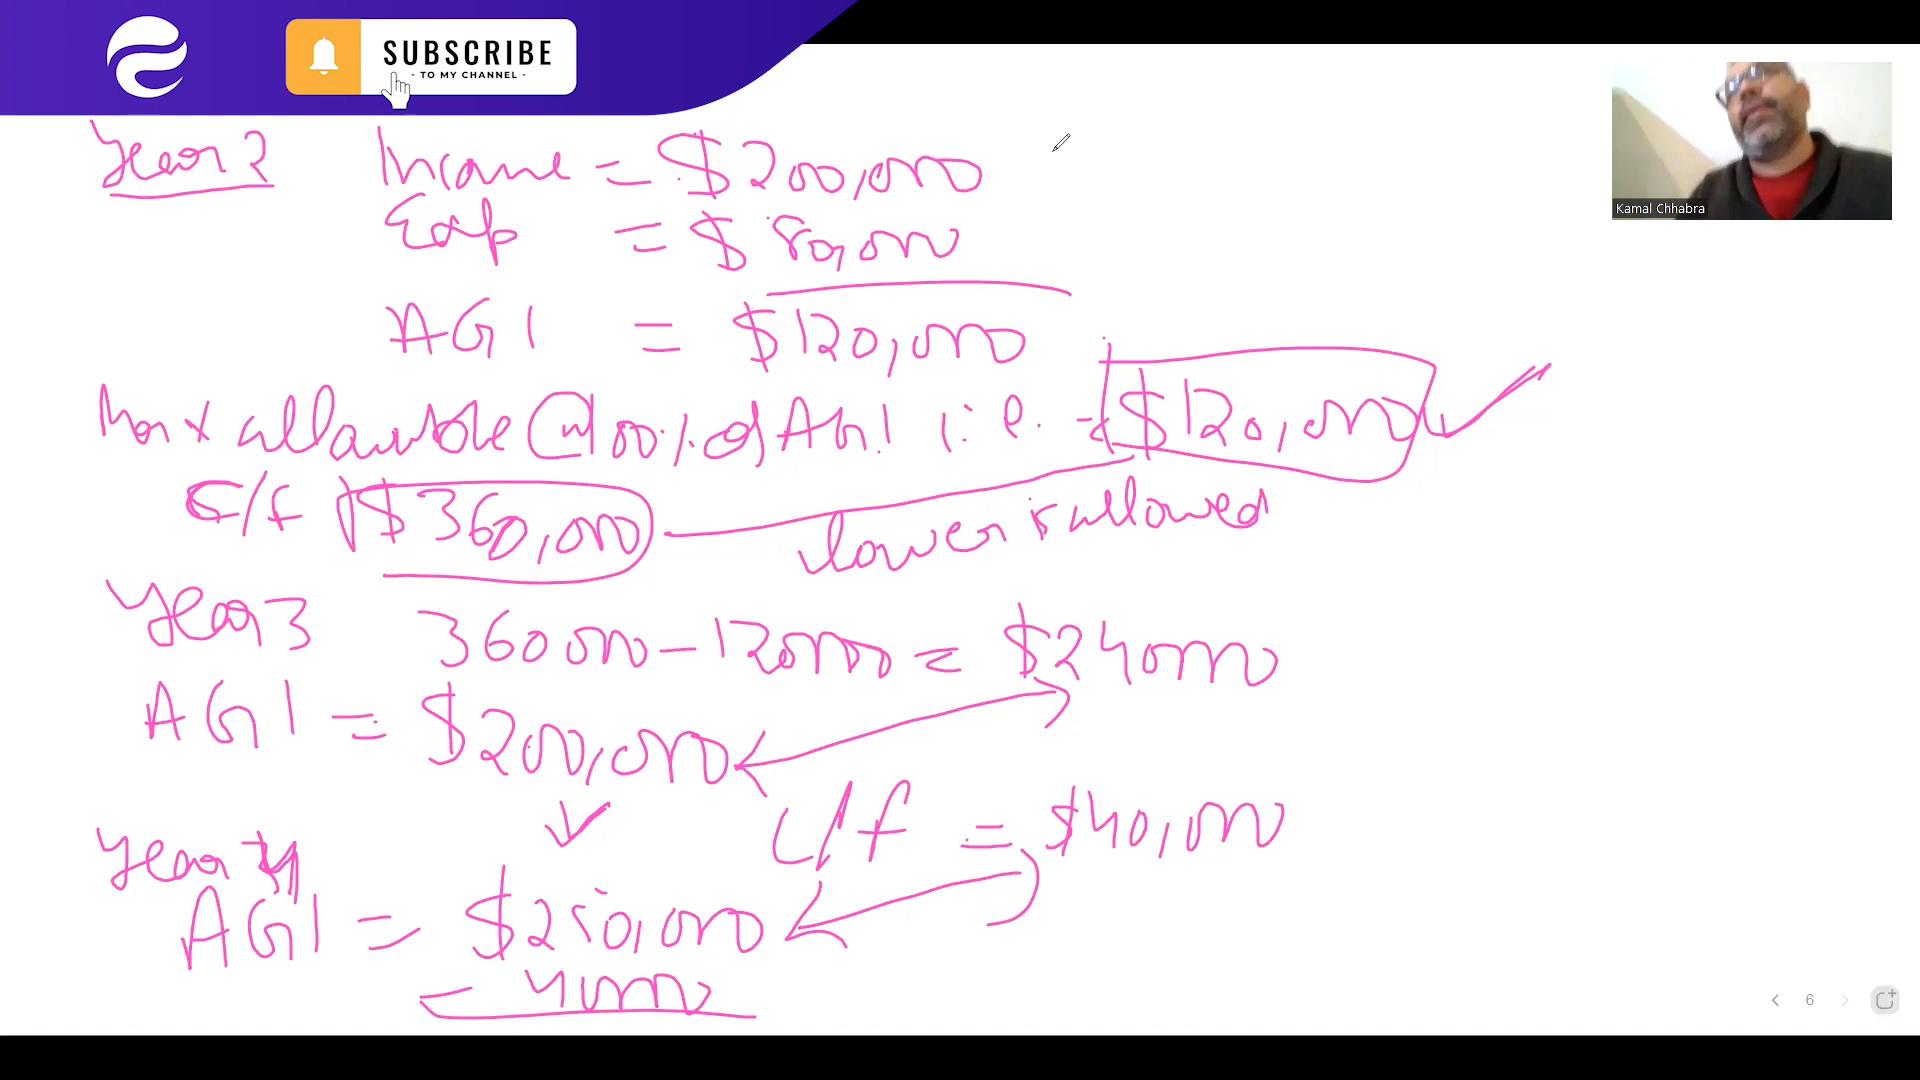 SUBSCRIBE
- TO MY CHANNEL -
Kamal Chhabra
Year 2 Income = $200,000
Exp = $80,000
AGI = $120,000
Max allowable @100% of AGI i.e. = $120,000
C/f $360,000 lower is allowed
Year 3 360000 - 120000 = $240000
AGI = $200,000
C/f = $40,000
Year 4
AGI = $250,000
- 40000
6